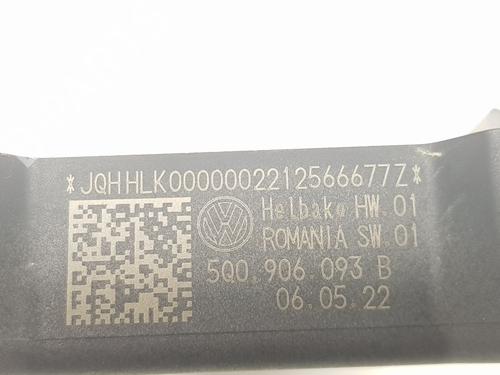 *JQHHLK0000002212566677Z*
Helbako HW.01
ROMANIA SW.01
5Q0.906.093 B
06.05.22